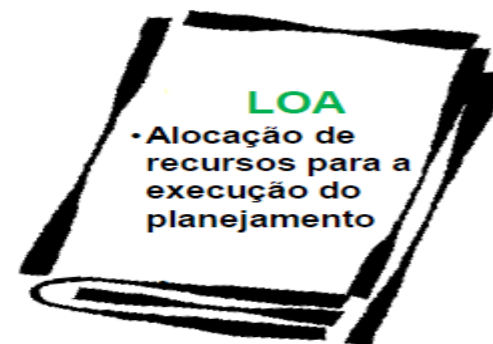 LOA
•Alocação de
recursos para a
execução do
planejamento